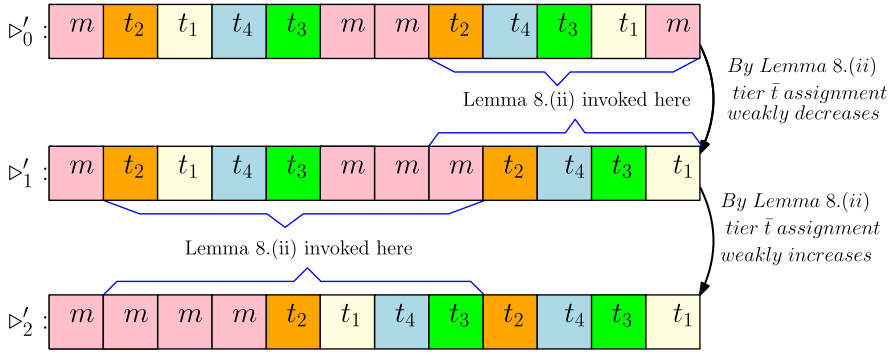 ▷′₀ : m t₂ t₁ t₄ t₃ m m t₂ t₄ t₃ t₁ m
By Lemma 8.(ii)
tier t̄ assignment
weakly decreases
Lemma 8.(ii) invoked here
▷′₁ : m t₂ t₁ t₄ t₃ m m m t₂ t₄ t₃ t₁
By Lemma 8.(ii)
tier t̄ assignment
weakly increases
Lemma 8.(ii) invoked here
▷′₂ : m m m m t₂ t₁ t₄ t₃ t₂ t₄ t₃ t₁